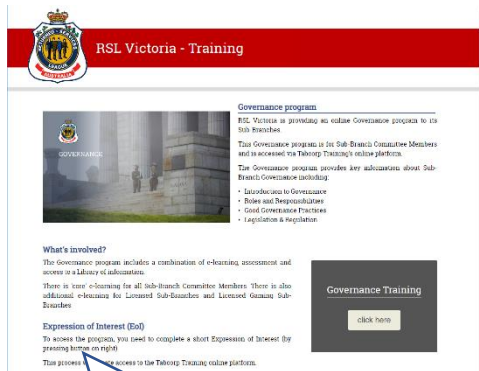 RSL Victoria - Training
AUSTRALIA
Governance program
RSL Victoria is providing an online Governance program to its
Sub-Branches.
This Governance program is for Sub-Branch Committee Members
and is accessed via Tabcorp Training's online platform.
The Governance program provides key information about Sub-
Branch Governance including:
• Introduction to Governance
• Roles and Responsibilities
• Good Governance Practices
• Legislation & Regulation
GOVERNANCE
What's involved?
The Governance program includes a combination of e-learning, assessment and
access to a Library of information.
There is 'core' e-learning for all Sub-Branch Committee Members. There is also
additional e-learning for Licensed Sub-Branches and Licensed Gaming Sub-
Branches
Governance Training
click here
Expression of Interest (EoI)
To access the program, you need to complete a short Expression of Interest (by
pressing button on right)
This process access to the Tabcorp Training online platform.